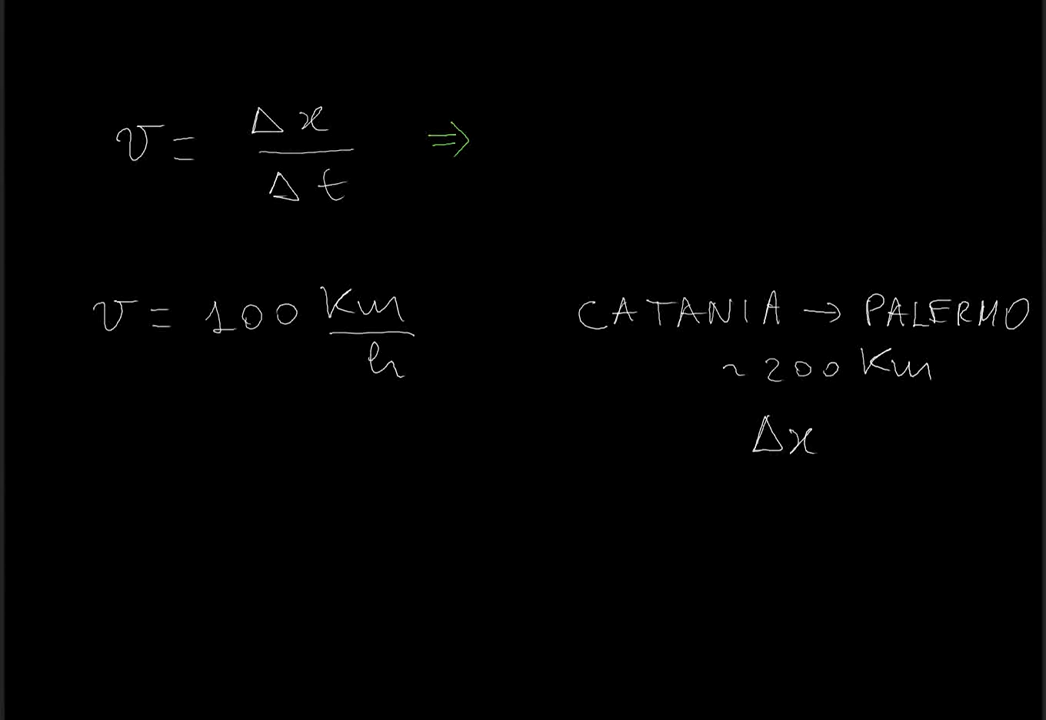 v = Δx / Δt ⇒
v = 100 Km / h
CATANIA → PALERMO
~ 200 Km
Δx